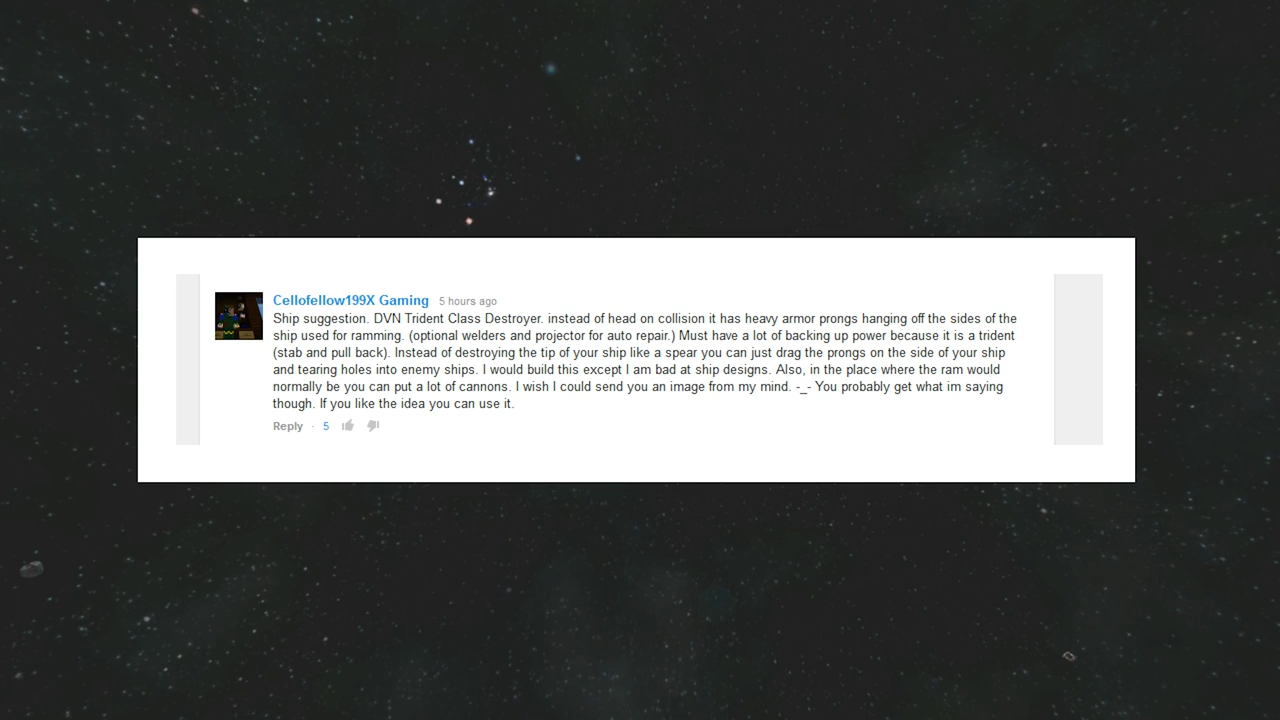 Cellofellow199X Gaming 5 hours ago
Ship suggestion. DVN Trident Class Destroyer. instead of head on collision it has heavy armor prongs hanging off the sides of the
ship used for ramming. (optional welders and projector for auto repair.) Must have a lot of backing up power because it is a trident
(stab and pull back). Instead of destroying the tip of your ship like a spear you can just drag the prongs on the side of your ship
and tearing holes into enemy ships. I would build this except I am bad at ship designs. Also, in the place where the ram would
normally be you can put a lot of cannons. I wish I could send you an image from my mind. -_- You probably get what im saying
though. If you like the idea you can use it.
Reply · 5